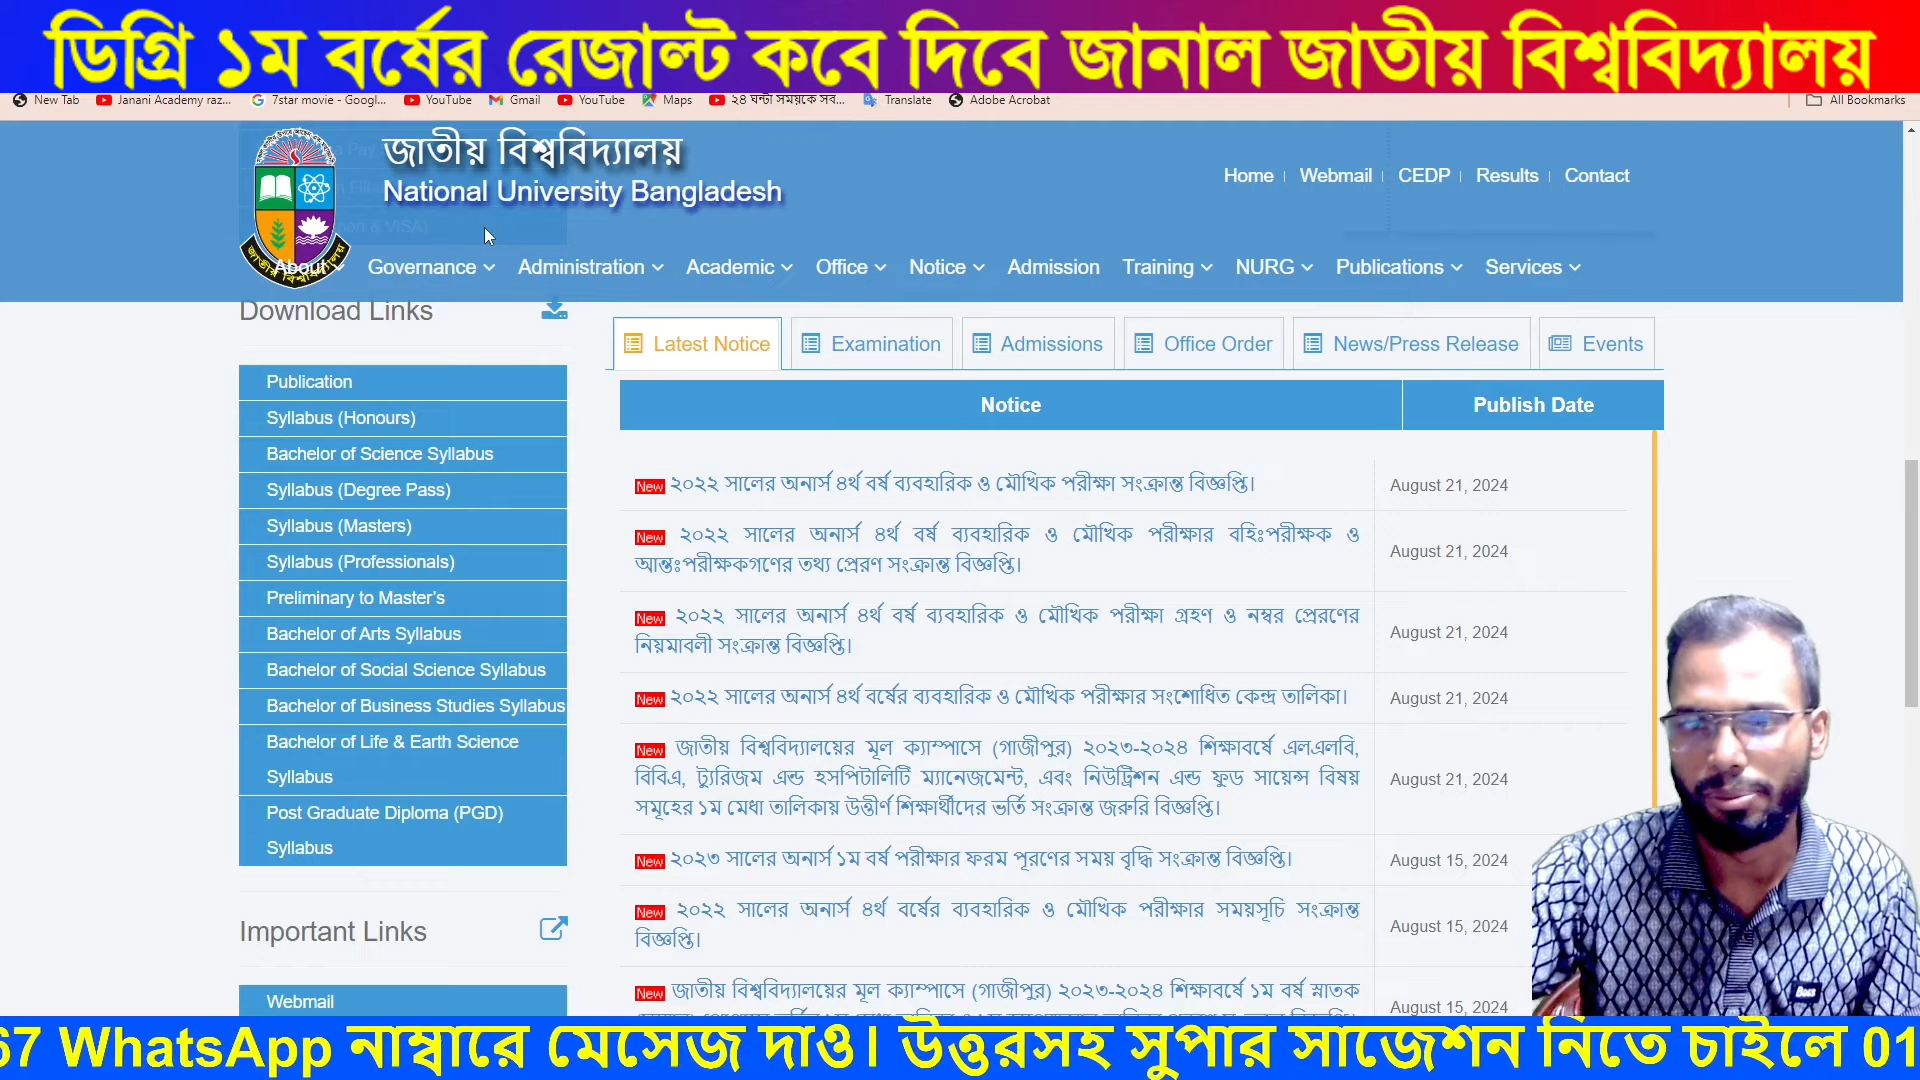 ডিগ্রি ১ম বর্ষের রেজাল্ট কবে দিবে জানাল জাতীয় বিশ্ববিদ্যালয়
New Tab Janani Academy raz... 7star movie - Googl... YouTube Gmail YouTube Maps ২৪ ঘন্টা সময়কে সব... Translate Adobe Acrobat All Bookmarks
জাতীয় বিশ্ববিদ্যালয়
National University Bangladesh
Home Webmail CEDP Results Contact
About Governance Administration Academic Office Notice Admission Training NURG Publications Services
Download Links
Publication
Syllabus (Honours)
Bachelor of Science Syllabus
Syllabus (Degree Pass)
Syllabus (Masters)
Syllabus (Professionals)
Preliminary to Master's
Bachelor of Arts Syllabus
Bachelor of Social Science Syllabus
Bachelor of Business Studies Syllabus
Bachelor of Life & Earth Science
Syllabus
Post Graduate Diploma (PGD)
Syllabus
Important Links
Webmail
Latest Notice Examination Admissions Office Order News/Press Release Events
Notice Publish Date
New ২০২২ সালের অনার্স ৪র্থ বর্ষ ব্যবহারিক ও মৌখিক পরীক্ষা সংক্রান্ত বিজ্ঞপ্তি। August 21, 2024
New ২০২২ সালের অনার্স ৪র্থ বর্ষ ব্যবহারিক ও মৌখিক পরীক্ষার বহিঃপরীক্ষক ও
আন্তঃপরীক্ষকগণের তথ্য প্রেরণ সংক্রান্ত বিজ্ঞপ্তি। August 21, 2024
New ২০২২ সালের অনার্স ৪র্থ বর্ষ ব্যবহারিক ও মৌখিক পরীক্ষা গ্রহণ ও নম্বর প্রেরণের
নিয়মাবলী সংক্রান্ত বিজ্ঞপ্তি। August 21, 2024
New ২০২২ সালের অনার্স ৪র্থ বর্ষের ব্যবহারিক ও মৌখিক পরীক্ষার সংশোধিত কেন্দ্র তালিকা। August 21, 2024
New জাতীয় বিশ্ববিদ্যালয়ের মূল ক্যাম্পাসে (গাজীপুর) ২০২৩-২০২৪ শিক্ষাবর্ষে এলএলবি,
বিবিএ, ট্যুরিজম এন্ড হসপিটালিটি ম্যানেজমেন্ট, এবং নিউট্রিশন এন্ড ফুড সায়েন্স বিষয়
সমূহের ১ম মেধা তালিকায় উত্তীর্ণ শিক্ষার্থীদের ভর্তি সংক্রান্ত জরুরি বিজ্ঞপ্তি। August 21, 2024
New ২০২৩ সালের অনার্স ১ম বর্ষ পরীক্ষার ফরম পূরণের সময় বৃদ্ধি সংক্রান্ত বিজ্ঞপ্তি। August 15, 2024
New ২০২২ সালের অনার্স ৪র্থ বর্ষের ব্যবহারিক ও মৌখিক পরীক্ষার সময়সূচি সংক্রান্ত
বিজ্ঞপ্তি। August 15, 2024
New জাতীয় বিশ্ববিদ্যালয়ের মূল ক্যাম্পাসে (গাজীপুর) ২০২৩-২০২৪ শিক্ষাবর্ষে ১ম বর্ষ স্নাতক
August 15, 2024
67 WhatsApp নাম্বারে মেসেজ দাও। উত্তরসহ সুপার সাজেশন নিতে চাইলে 01